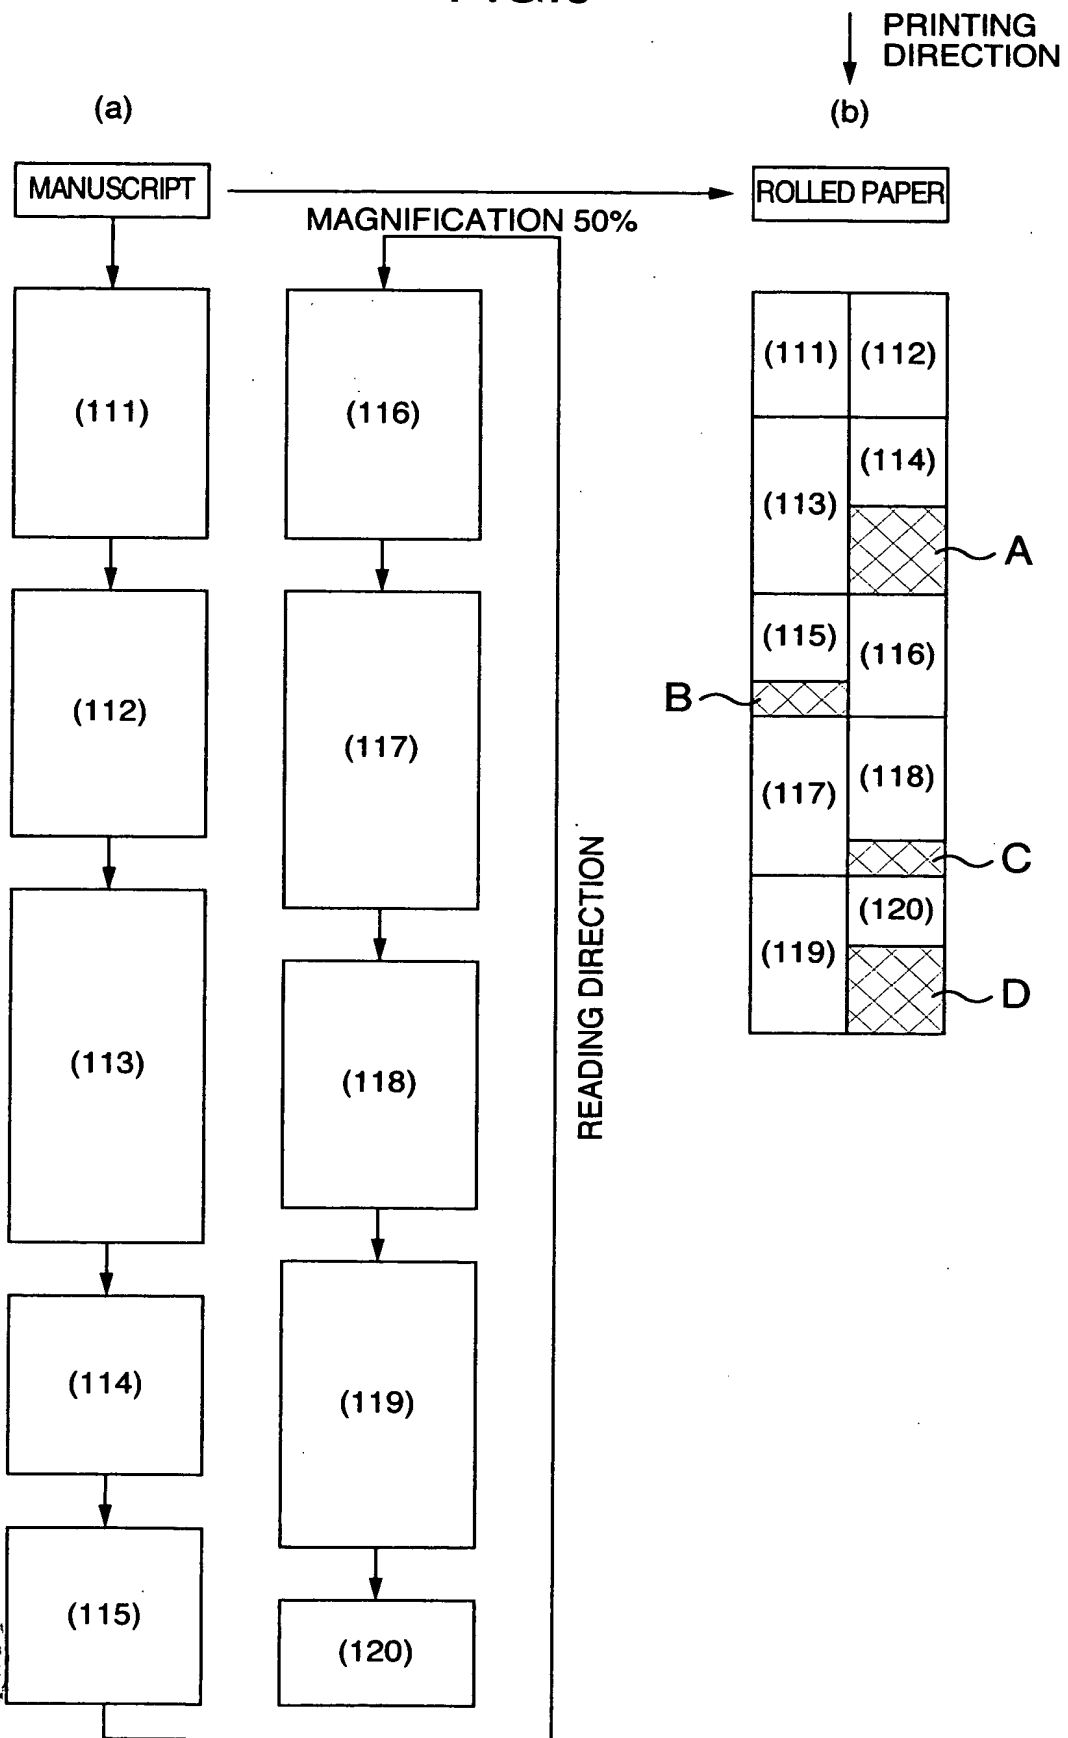 PRINTING
DIRECTION
(a)
(b)
MANUSCRIPT
ROLLED PAPER
MAGNIFICATION 50%
(111)
(112)
(113)
(114)
(115)
(116)
(117)
(118)
(119)
(120)
READING DIRECTION
(111)
(112)
(113)
(114)
A
(115)
(116)
B
(117)
(118)
C
(119)
(120)
D